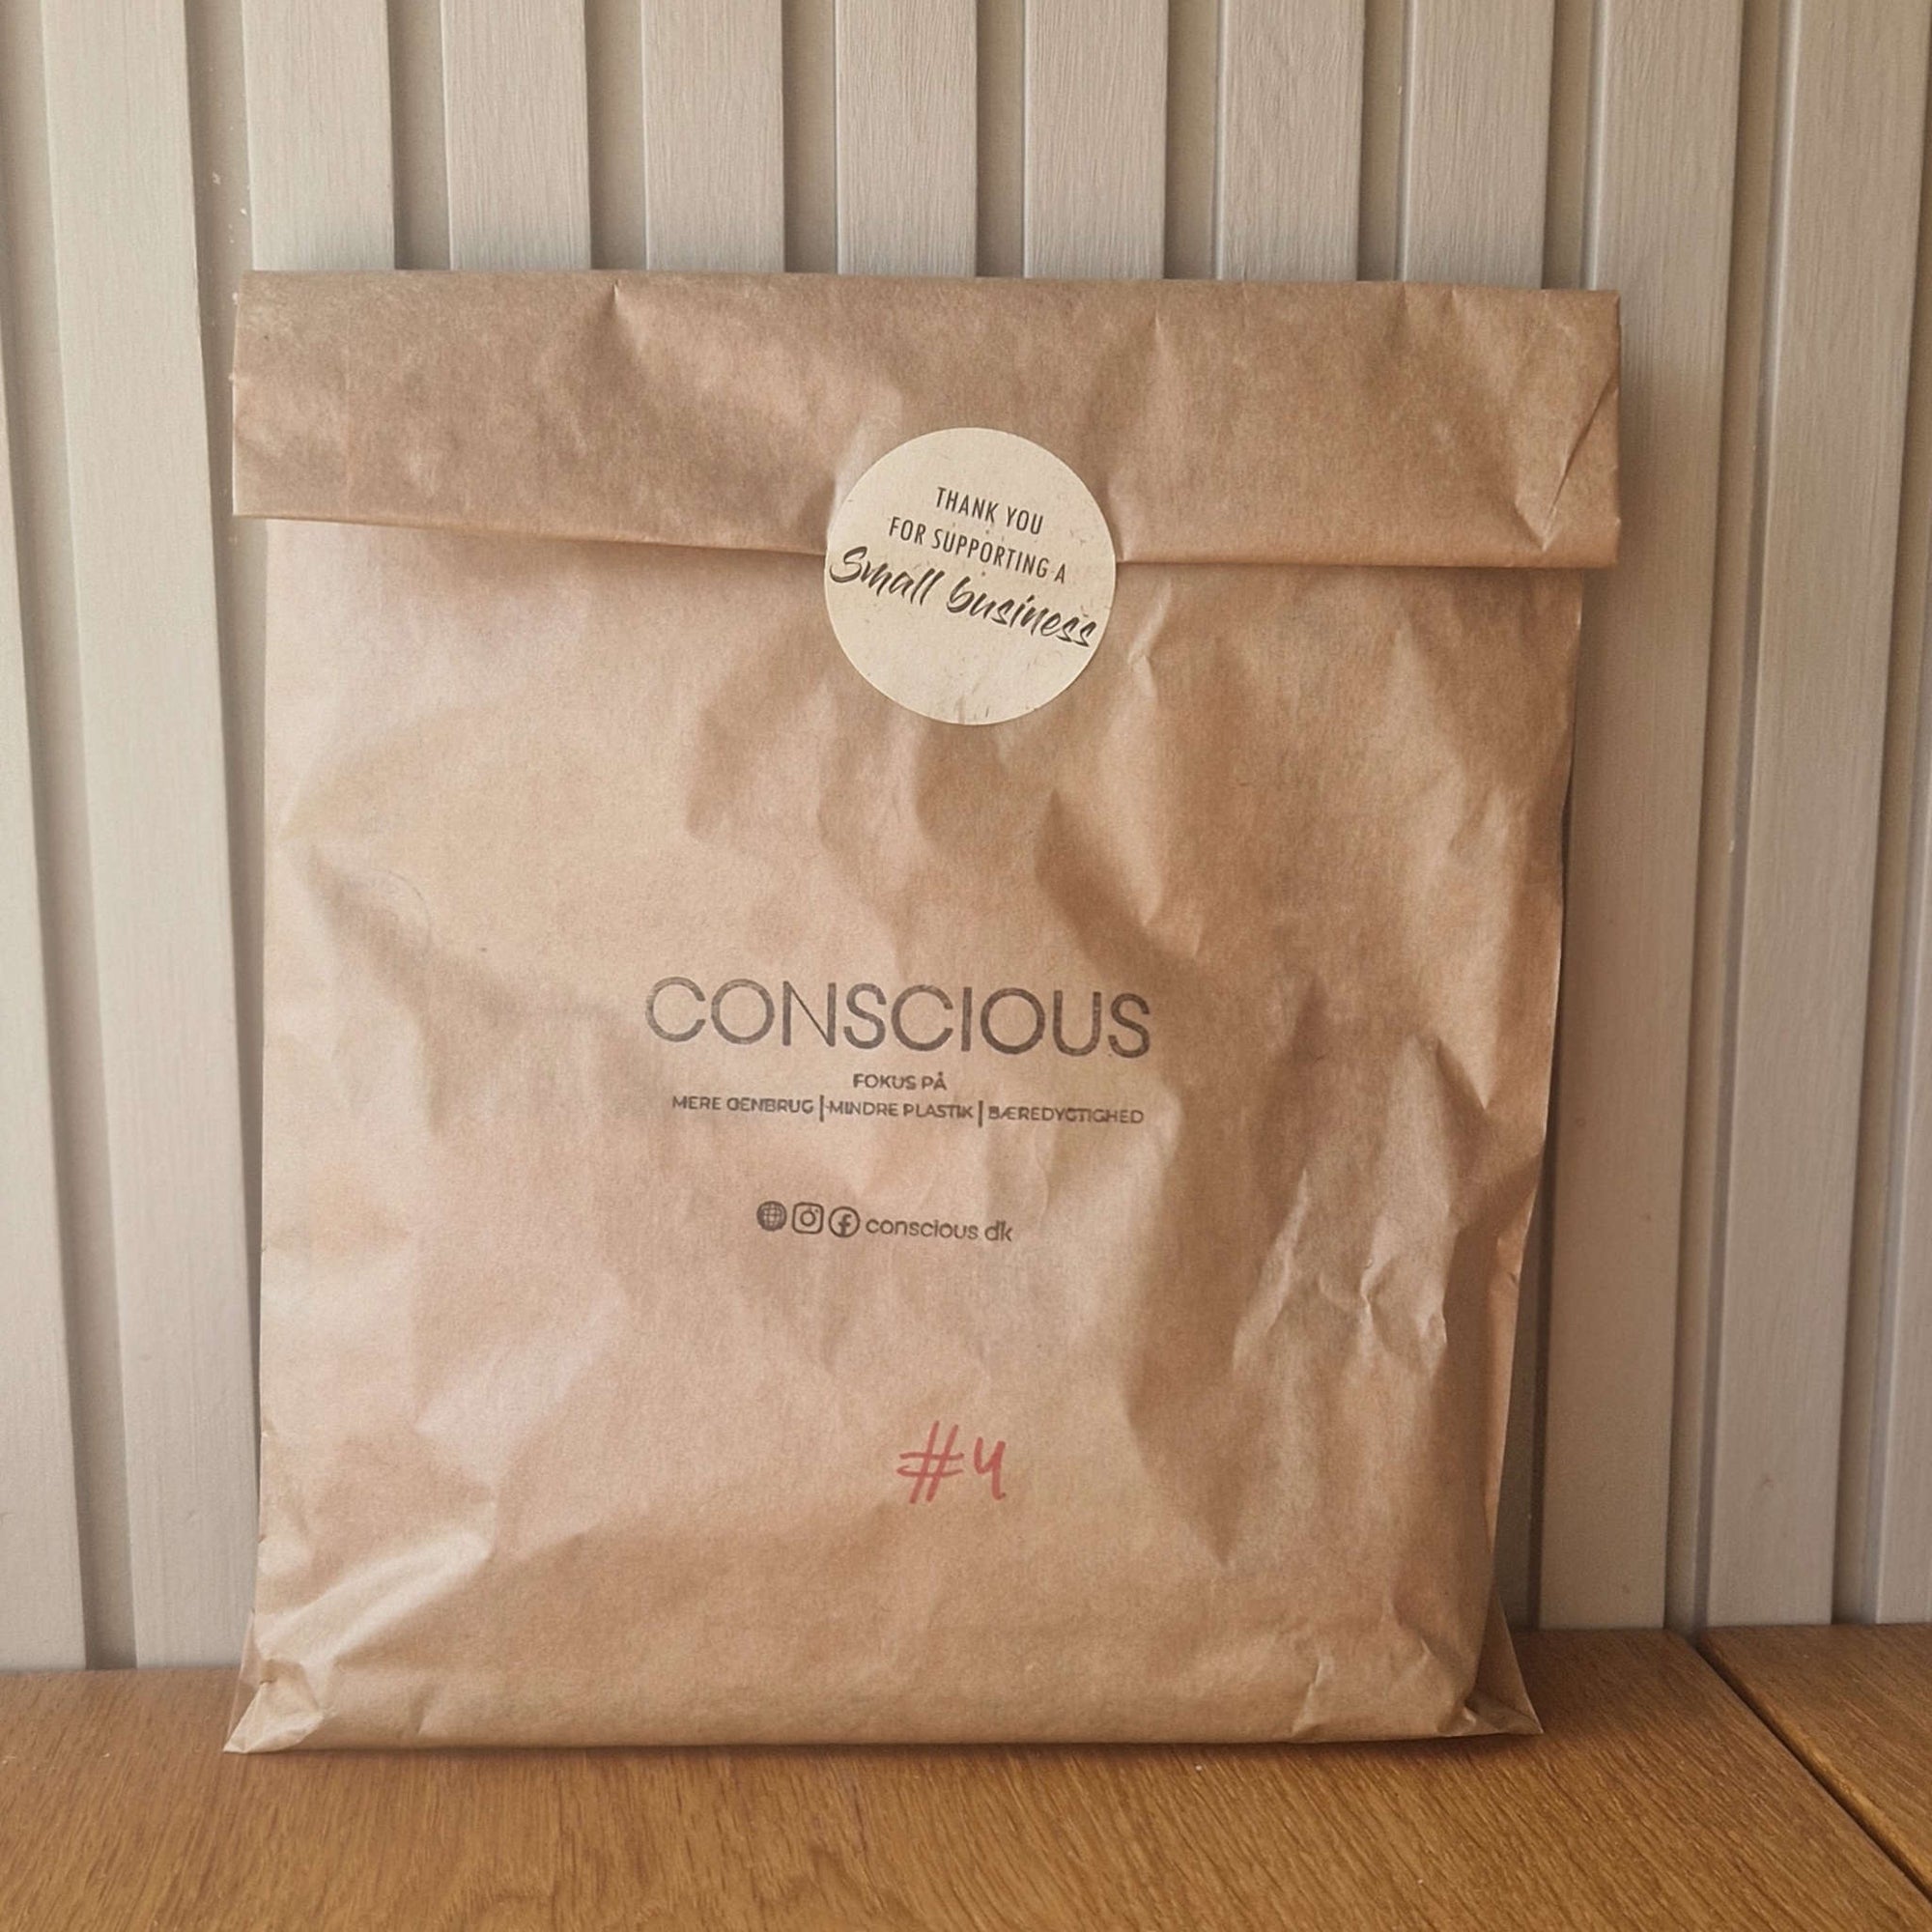 THANK YOU
FOR SUPPORTING A
Small business
CONSCIOUS
FOKUS PÅ
MERE GENBRUG | MINDRE PLASTIK | BÆREDYGTIGHED
conscious.dk
#4